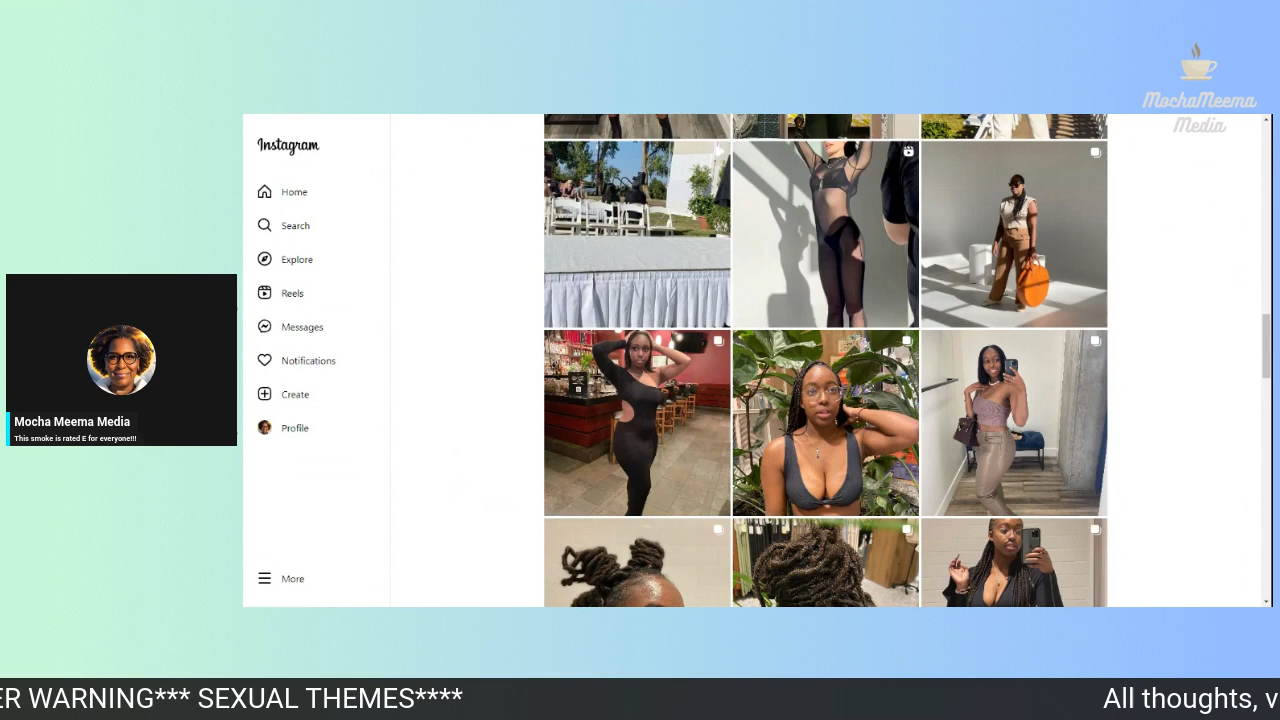 MochaMeema
Media
Instagram
Home
Search
Explore
Reels
Messages
Notifications
Create
Profile
More
Mocha Meema Media
This smoke is rated E for everyone!!!
ER WARNING*** SEXUAL THEMES****
All thoughts, v